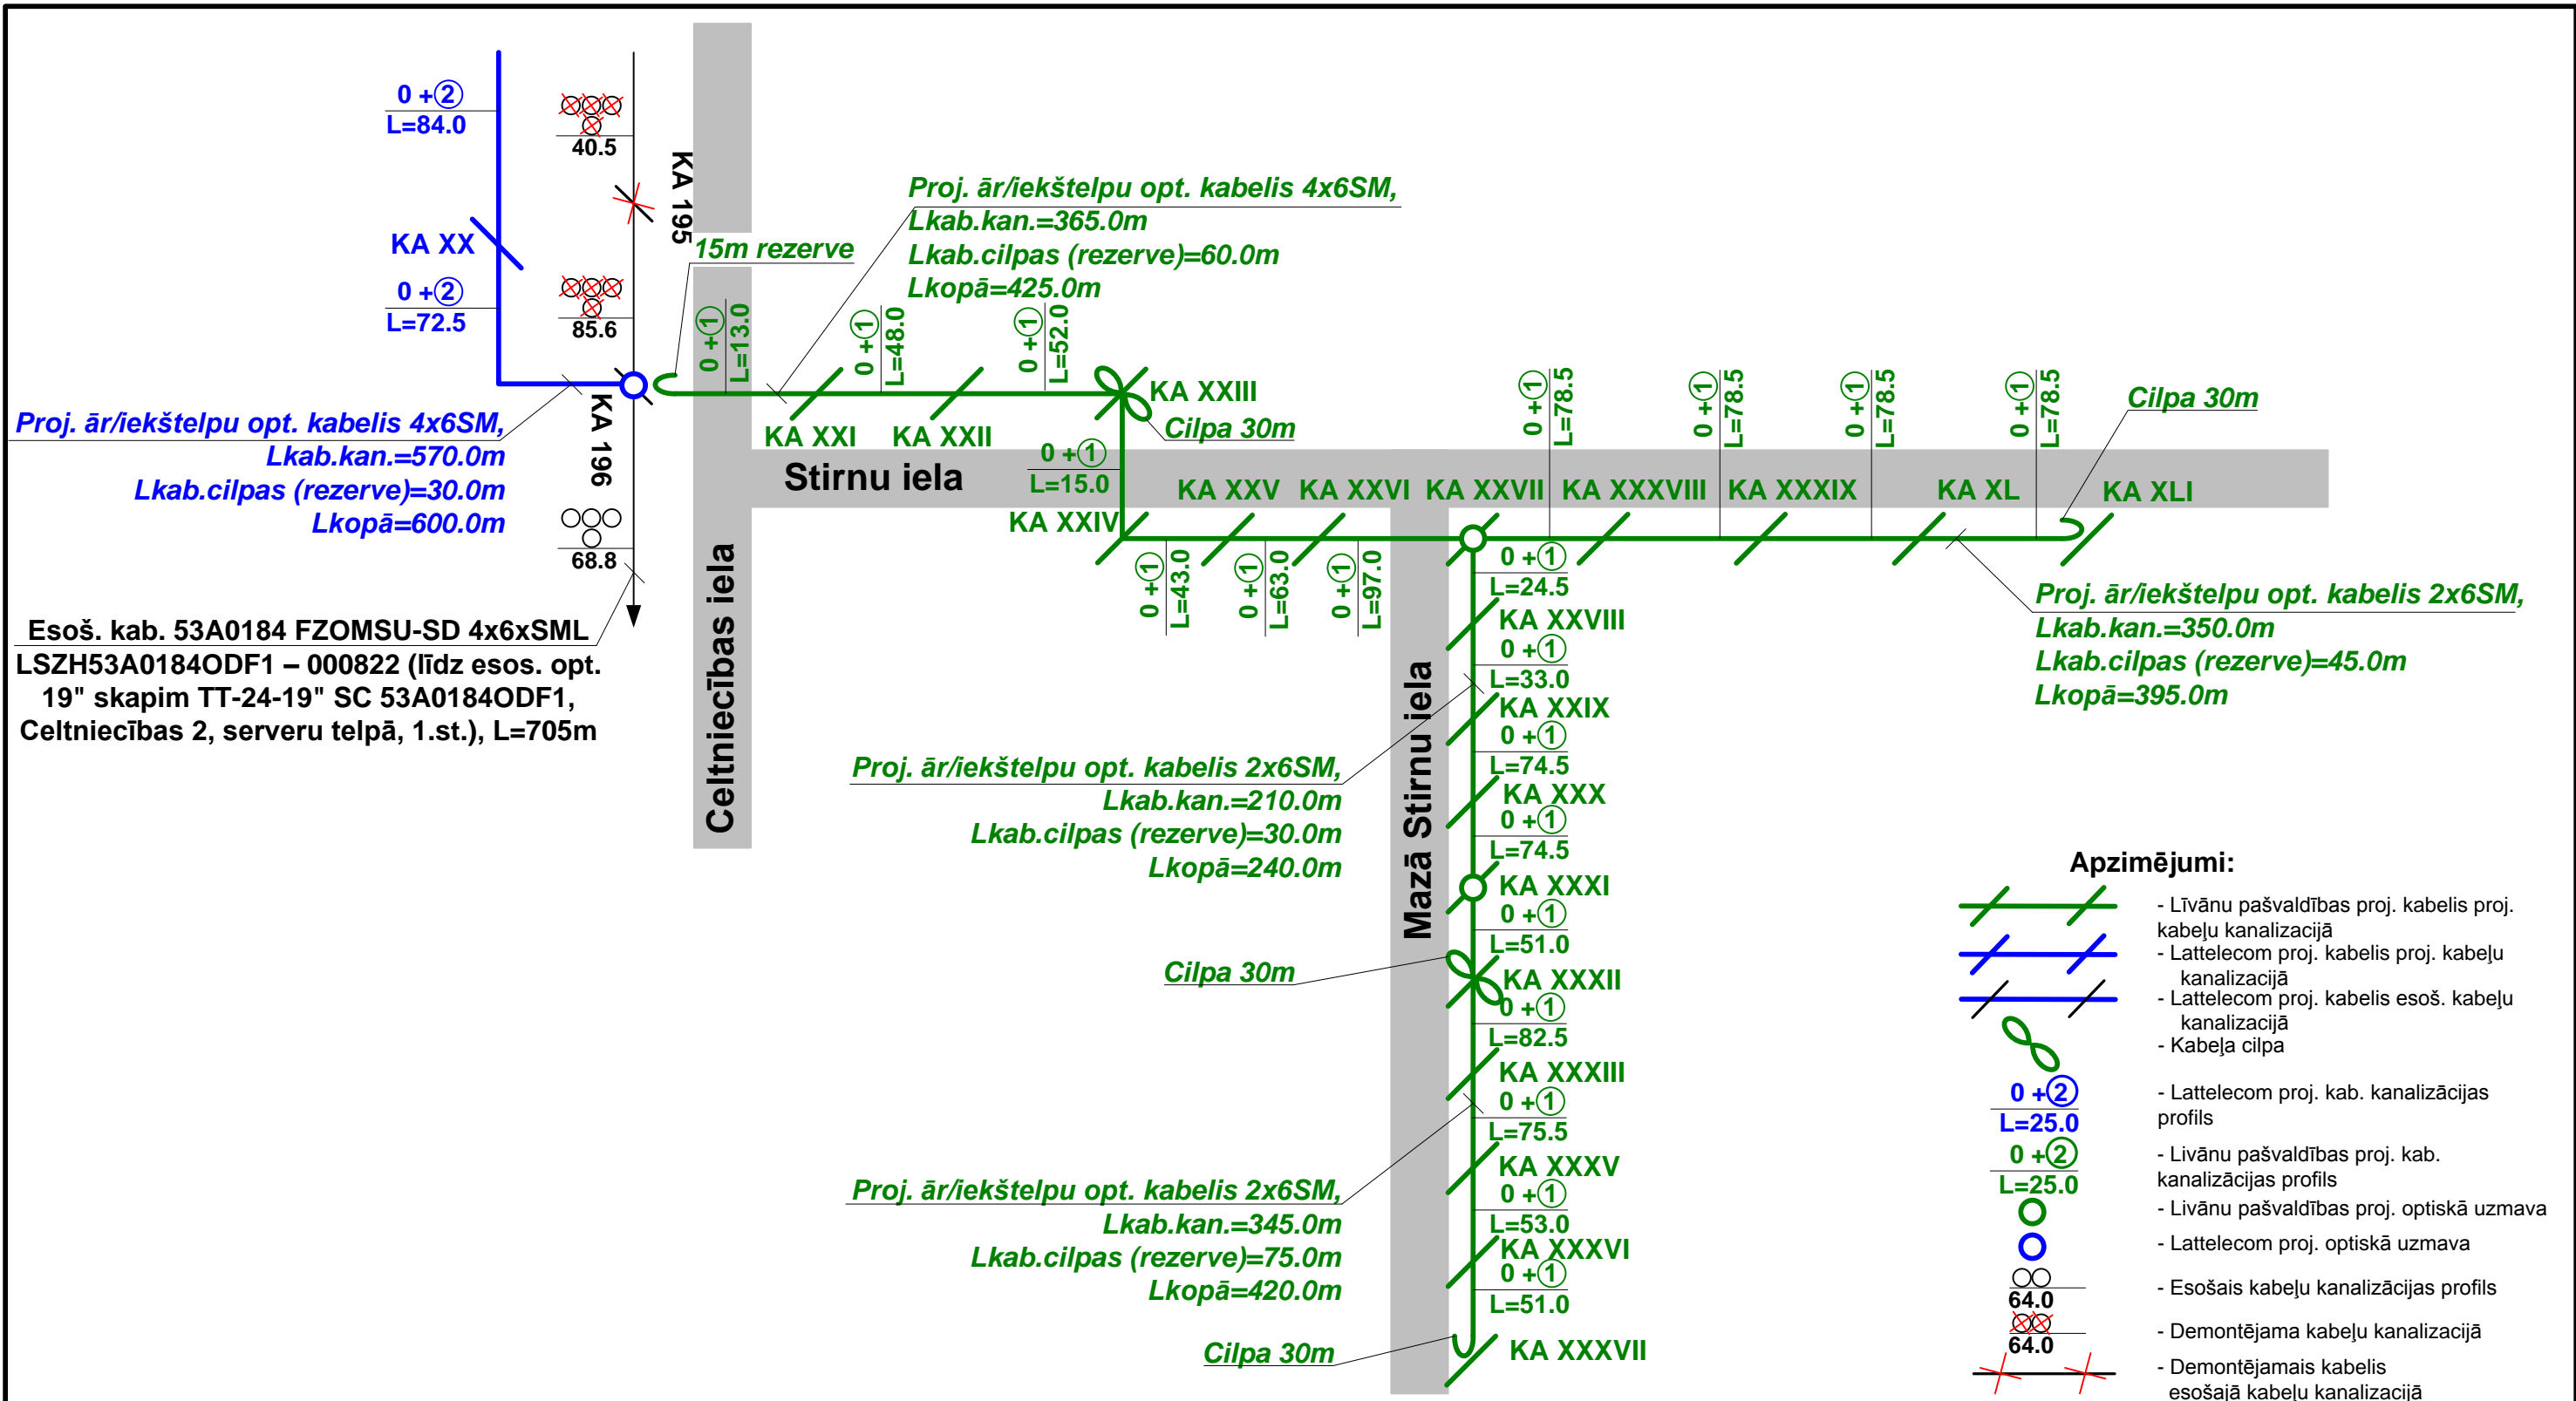 0 +②
L=84.0
40.5
KA 195
KA XX
0 +②
L=72.5
85.6
15m rezerve
Proj. ār/iekštelpu opt. kabelis 4x6SM,
Lkab.kan.=365.0m
Lkab.cilpas (rezerve)=60.0m
Lkopā=425.0m
0 +①
L=13.0
0 +①
L=48.0
0 +①
L=52.0
KA XXI
KA XXII
KA XXIII
Cilpa 30m
Proj. ār/iekštelpu opt. kabelis 4x6SM,
Lkab.kan.=570.0m
Lkab.cilpas (rezerve)=30.0m
Lkopā=600.0m
KA 196
68.8
Esoš. kab. 53A0184 FZOMSU-SD 4x6xSML
LSZH53A0184ODF1 – 000822 (līdz esos. opt.
19" skapim TT-24-19" SC 53A0184ODF1,
Celtniecības 2, serveru telpā, 1.st.), L=705m
Celtniecības iela
Stirnu iela
0 +①
L=15.0
KA XXIV
KA XXV
KA XXVI
KA XXVII
KA XXXVIII
KA XXXIX
KA XL
KA XLI
0 +①
L=78.5
0 +①
L=78.5
0 +①
L=78.5
0 +①
L=78.5
Cilpa 30m
0 +①
L=43.0
0 +①
L=63.0
0 +①
L=97.0
Proj. ār/iekštelpu opt. kabelis 2x6SM,
Lkab.kan.=350.0m
Lkab.cilpas (rezerve)=45.0m
Lkopā=395.0m
0 +①
L=24.5
KA XXVIII
0 +①
L=33.0
KA XXIX
0 +①
L=74.5
KA XXX
0 +①
L=74.5
KA XXXI
0 +①
L=51.0
KA XXXII
0 +①
L=82.5
KA XXXIII
0 +①
L=75.5
KA XXXV
0 +①
L=53.0
KA XXXVI
0 +①
L=51.0
KA XXXVII
Mazā Stirnu iela
Proj. ār/iekštelpu opt. kabelis 2x6SM,
Lkab.kan.=210.0m
Lkab.cilpas (rezerve)=30.0m
Lkopā=240.0m
Cilpa 30m
Proj. ār/iekštelpu opt. kabelis 2x6SM,
Lkab.kan.=345.0m
Lkab.cilpas (rezerve)=75.0m
Lkopā=420.0m
Cilpa 30m
Apzīmējumi:
- Līvānu pašvaldības proj. kabelis proj.
kabeļu kanalizacijā
- Lattelecom proj. kabelis proj. kabeļu
kanalizacijā
- Lattelecom proj. kabelis esoš. kabeļu
kanalizacijā
- Kabeļa cilpa
0 +②
L=25.0
- Lattelecom proj. kab. kanalizācijas
profils
0 +②
L=25.0
- Livānu pašvaldības proj. kab.
kanalizācijas profils
- Livānu pašvaldības proj. optiskā uzmava
- Lattelecom proj. optiskā uzmava
64.0
- Esošais kabeļu kanalizācijas profils
64.0
- Demontējama kabeļu kanalizacijā
- Demontējamais kabelis
esošajā kabeļu kanalizacijā